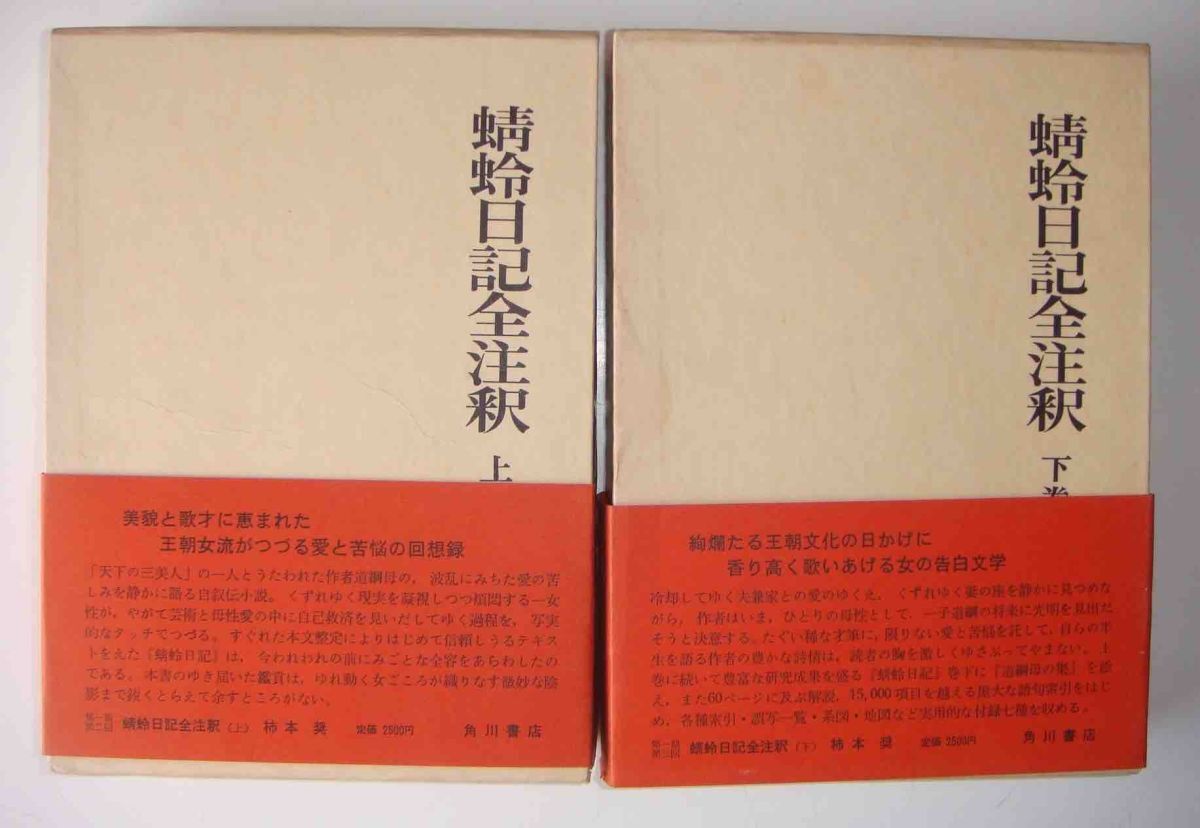 蜻蛉日記全注釈 上
美貌と歌才に恵まれた
王朝女流がつづる愛と苦悩の回想録
「天下の三美人」の一人とうたわれた作者道綱母の，波乱にみちた愛の苦
しみを静かに語る自叙伝小説。くずれゆく現実を凝視しつつ煩悶する一女
性が，やがて芸術と母性愛の中に自己救済を見いだしてゆく過程を，写実
的なタッチでつづる。すぐれた本文整定によりはじめて信頼しうるテキス
トをえた『蜻蛉日記』は，今われわれの前にみごとな全容をあらわしたの
である。本書のゆき届いた鑑賞は，ゆれ動く女ごころが織りなす微妙な陰
影まで鋭くとらえて余すところがない。
第一期
第二回 蜻蛉日記全注釈（上） 柿本 奨 定価 2500円 角川書店
蜻蛉日記全注釈 下巻
絢爛たる王朝文化の日かげに
香り高く歌いあげる女の告白文学
冷却してゆく夫兼家との愛のゆくえ，くずれゆく妻の座を静かに見つめな
がら，作者はいま，ひとりの母性として，一子道綱の将来に光明を見出だ
そうと決意する。たぐい稀な才筆に，限りない愛と苦悩を託して，自らの半
生を語る作者の豊かな詩情は，読者の胸を激しくゆさぶってやまない。上
巻に続いて豊富な研究成果を盛る『蜻蛉日記』巻下に『道綱母の集』を添
え，また60ページに及ぶ解説，15,000項目を越える厖大な語句索引をはじ
め，各種索引・誤写一覧・系図・地図など実用的な付録七種を収める。
第一期
第三回 蜻蛉日記全注釈（下） 柿本 奨 定価 2500円 角川書店